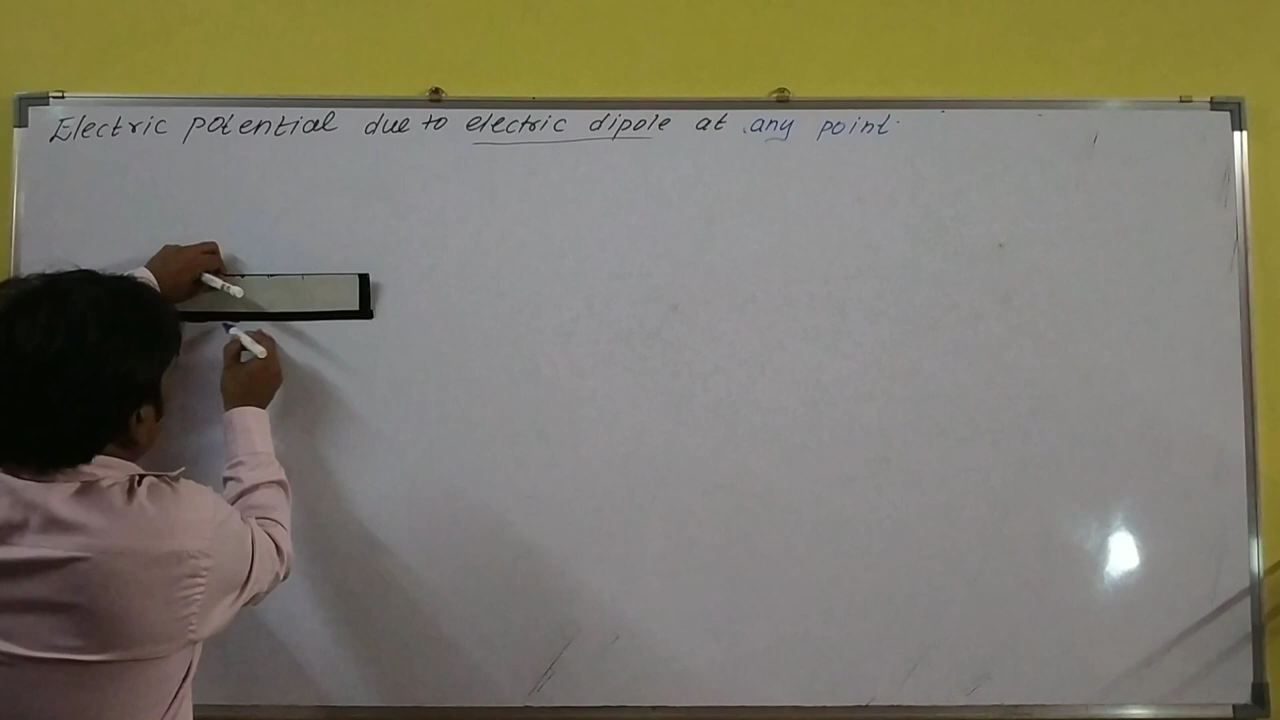 Electric potential due to electric dipole at any point.